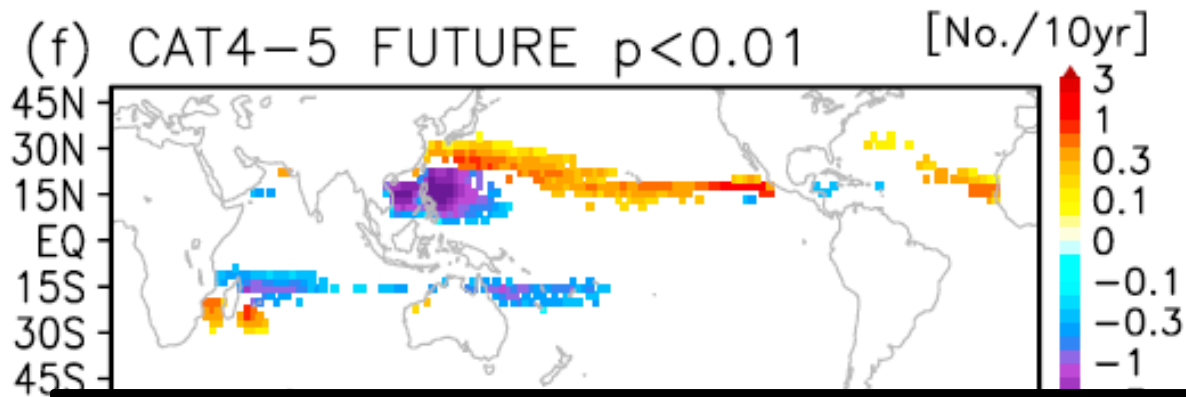 (f) CAT4-5 FUTURE p<0.01 [No./10yr]
45N
30N
15N
EQ
15S
30S
45S
3
1
0.3
0.1
0
-0.1
-0.3
-1